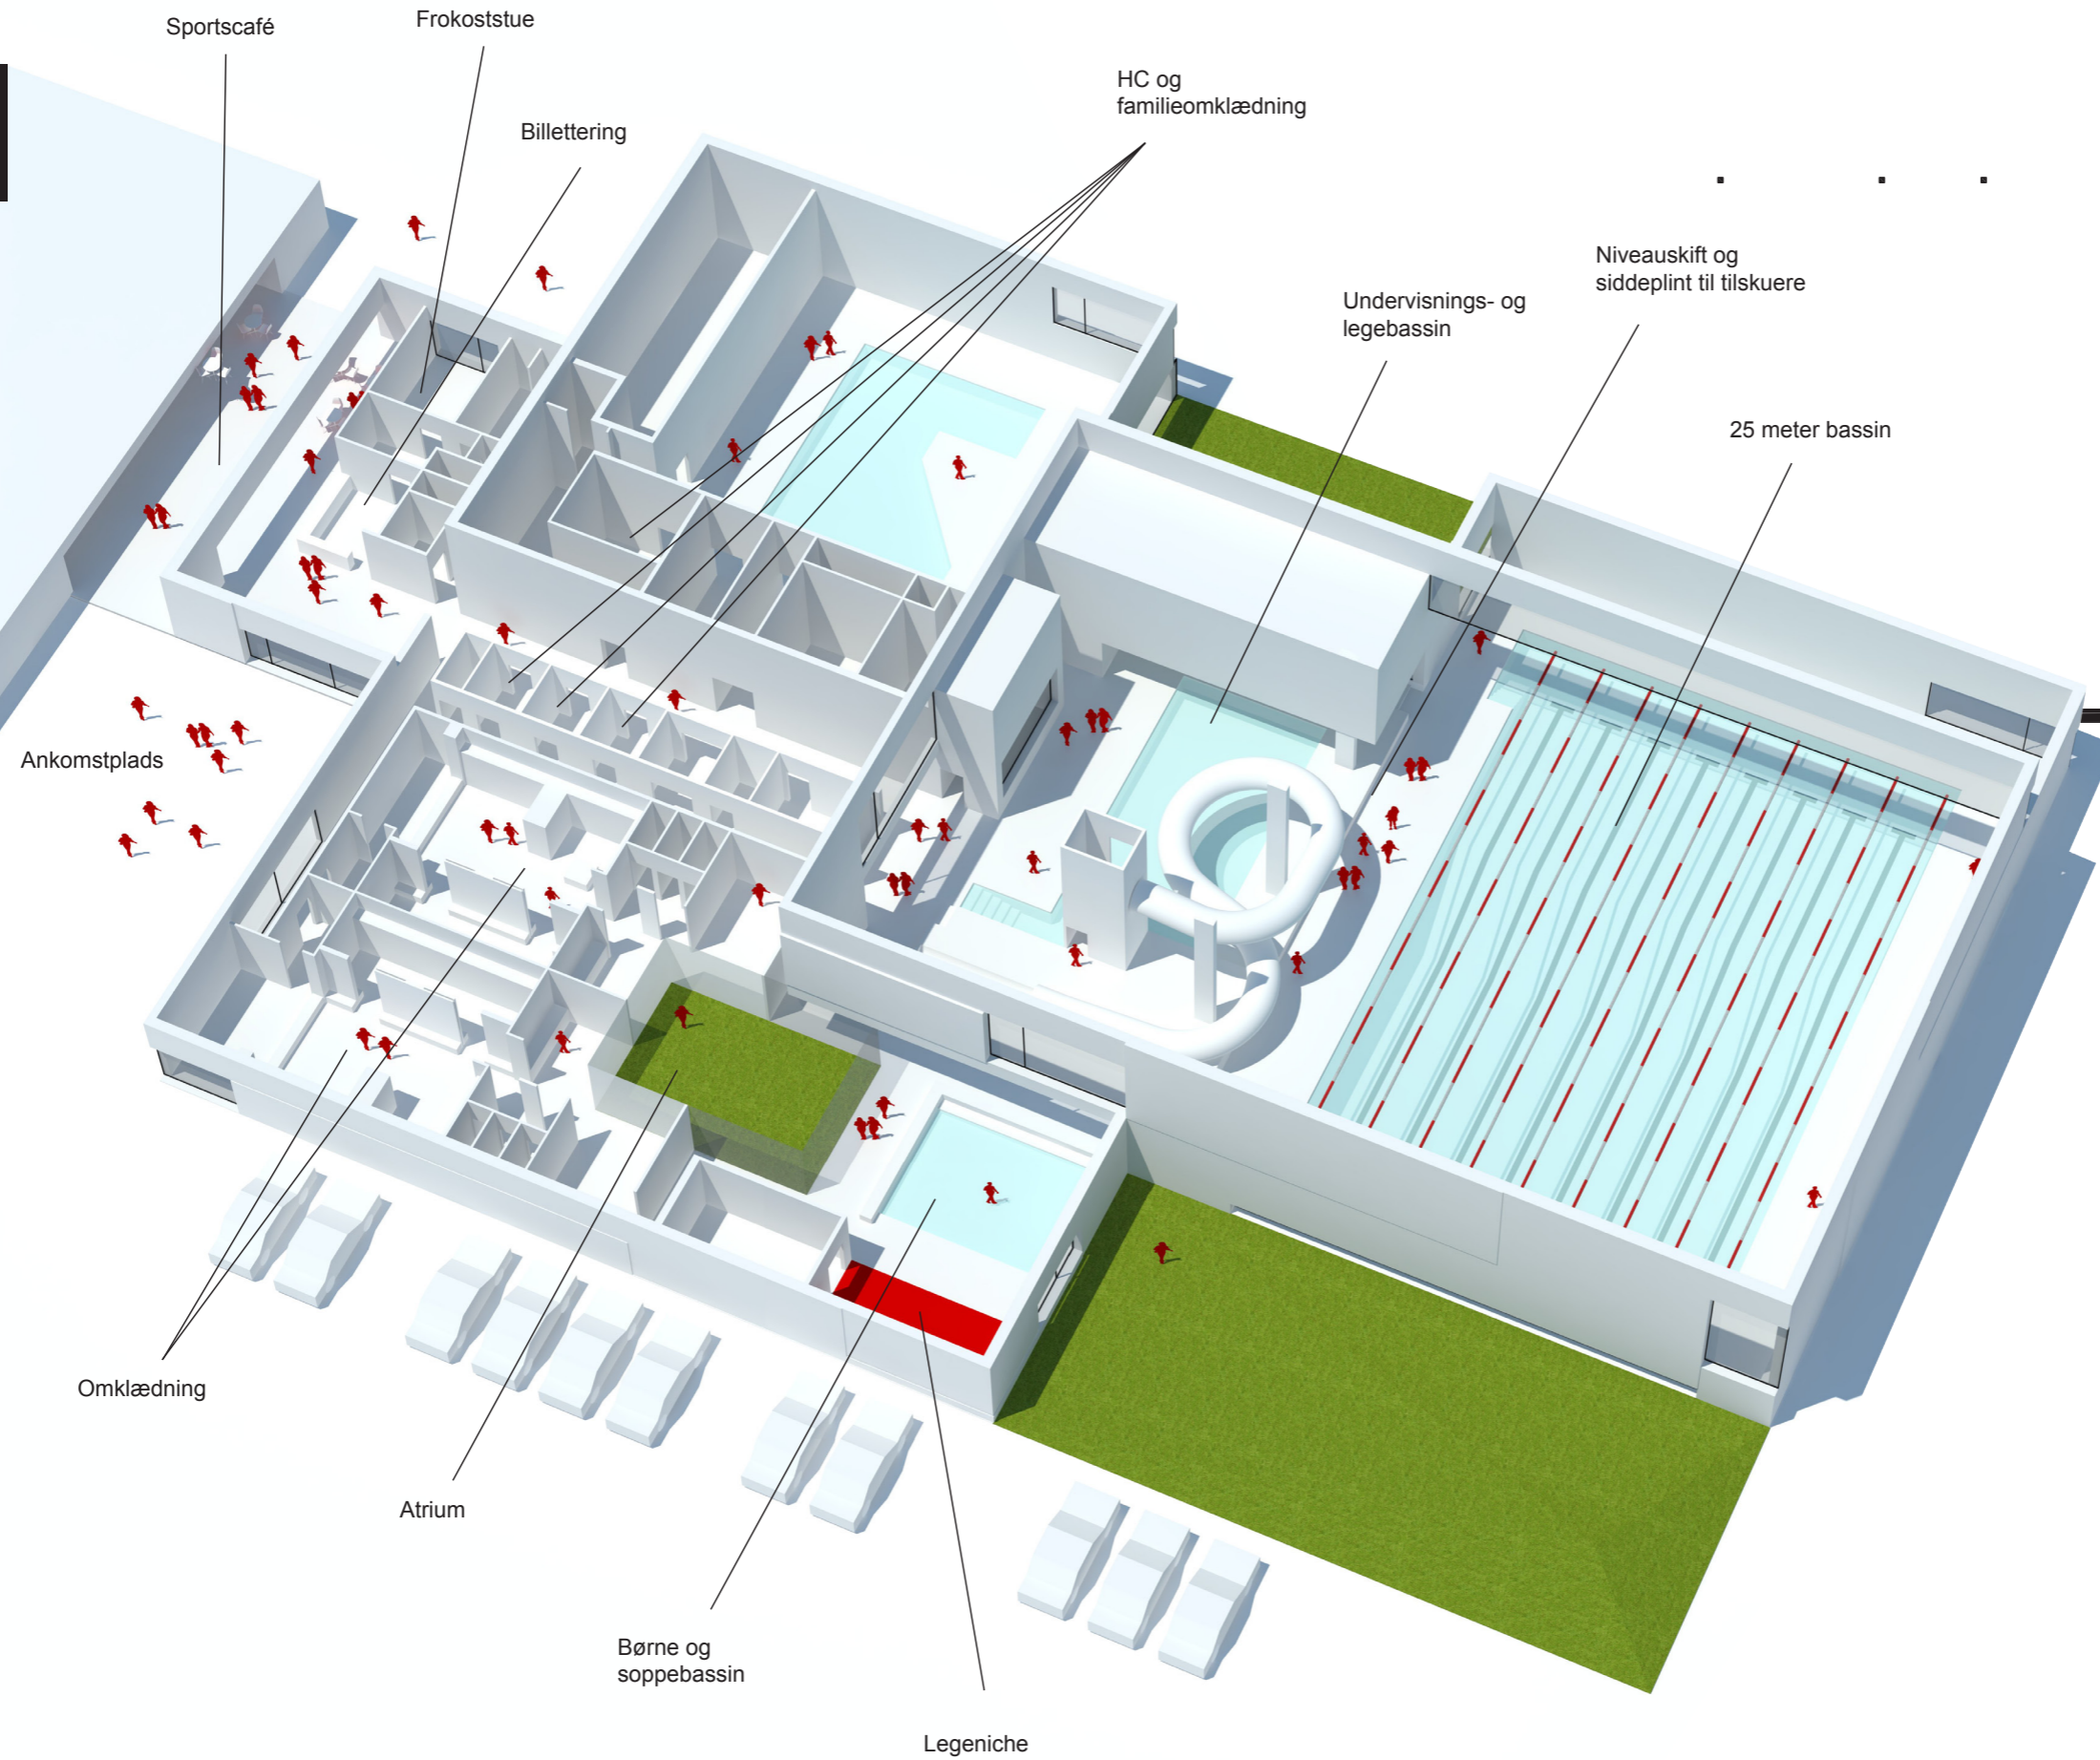 Sportscafé
Frokoststue
Billettering
HC og
familieomklædning
Niveauskift og
siddeplint til tilskuere
Undervisnings- og
legebassin
25 meter bassin
Ankomstplads
Omklædning
Atrium
Børne og
soppebassin
Legeniche